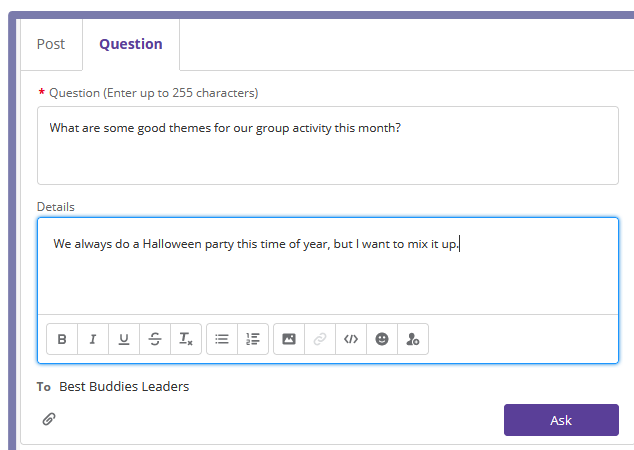 Post Question
* Question (Enter up to 255 characters)
What are some good themes for our group activity this month?
Details
We always do a Halloween party this time of year, but I want to mix it up.
B I U S Tx
To Best Buddies Leaders
Ask